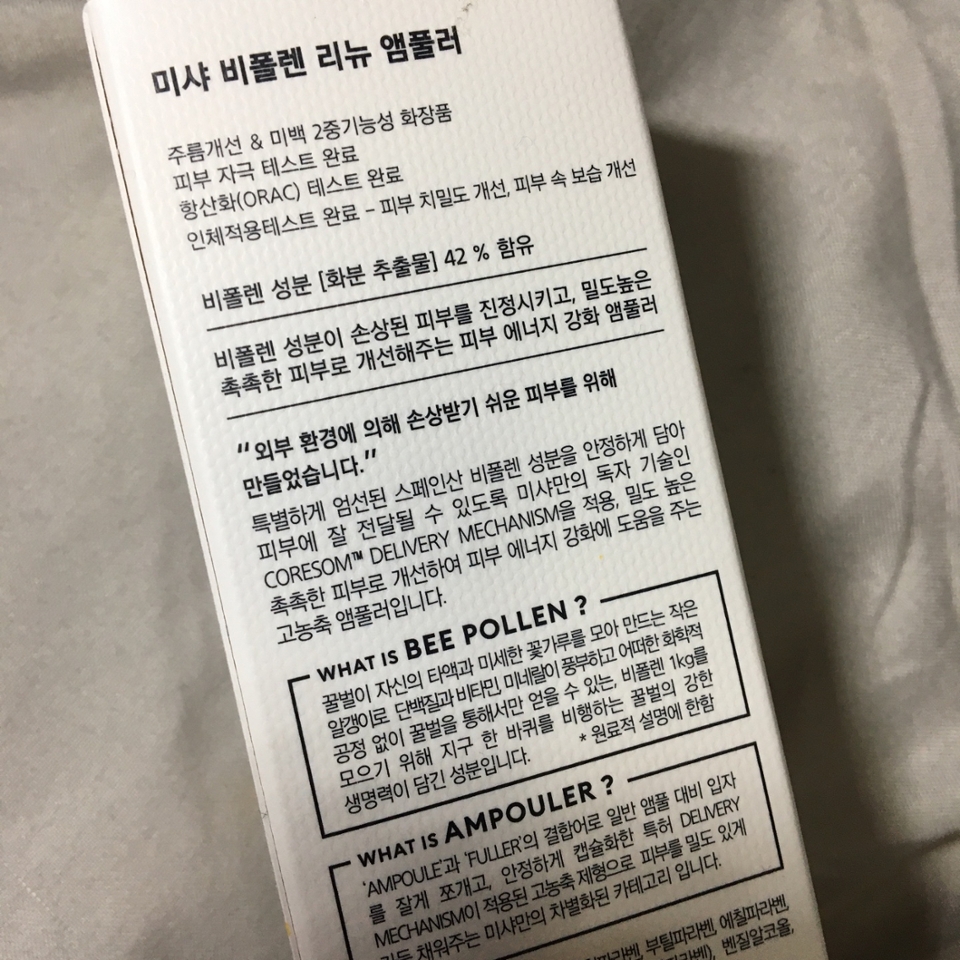 미샤 비폴렌 리뉴 앰풀러
주름개선 & 미백 2중기능성 화장품
피부 자극 테스트 완료
항산화(ORAC) 테스트 완료
인체적용테스트 완료 – 피부 치밀도 개선, 피부 속 보습 개선
비폴렌 성분 [화분 추출물] 42 % 함유
비폴렌 성분이 손상된 피부를 진정시키고, 밀도높은
촉촉한 피부로 개선해주는 피부 에너지 강화 앰풀러
“외부 환경에 의해 손상받기 쉬운 피부를 위해
만들었습니다.”
특별하게 엄선된 스페인산 비폴렌 성분을 안정하게 담아
피부에 잘 전달될 수 있도록 미샤만의 독자 기술인
CORESOM™ DELIVERY MECHANISM을 적용, 밀도 높은
촉촉한 피부로 개선하여 피부 에너지 강화에 도움을 주는
고농축 앰풀러입니다.
WHAT IS BEE POLLEN ?
꿀벌이 자신의 타액과 미세한 꽃가루를 모아 만드는 작은
알갱이로 단백질과 비타민, 미네랄이 풍부하고 어떠한 화학적
공정 없이 꿀벌을 통해서만 얻을 수 있는, 비폴렌 1kg를
모으기 위해 지구 한 바퀴를 비행하는 꿀벌의 강한
생명력이 담긴 성분입니다. * 원료적 설명에 한함
WHAT IS AMPOULER ?
'AMPOULE'과 'FULLER'의 결합어로 일반 앰풀 대비 입자
를 잘게 쪼개고, 안정하게 캡슐화한 특허 DELIVERY
MECHANISM이 적용된 고농축 제형으로 피부를 밀도 있게
채워주는 미샤만의 차별화된 카테고리 입니다.
부틸파라벤, 에칠파라벤,
벤질알코올,